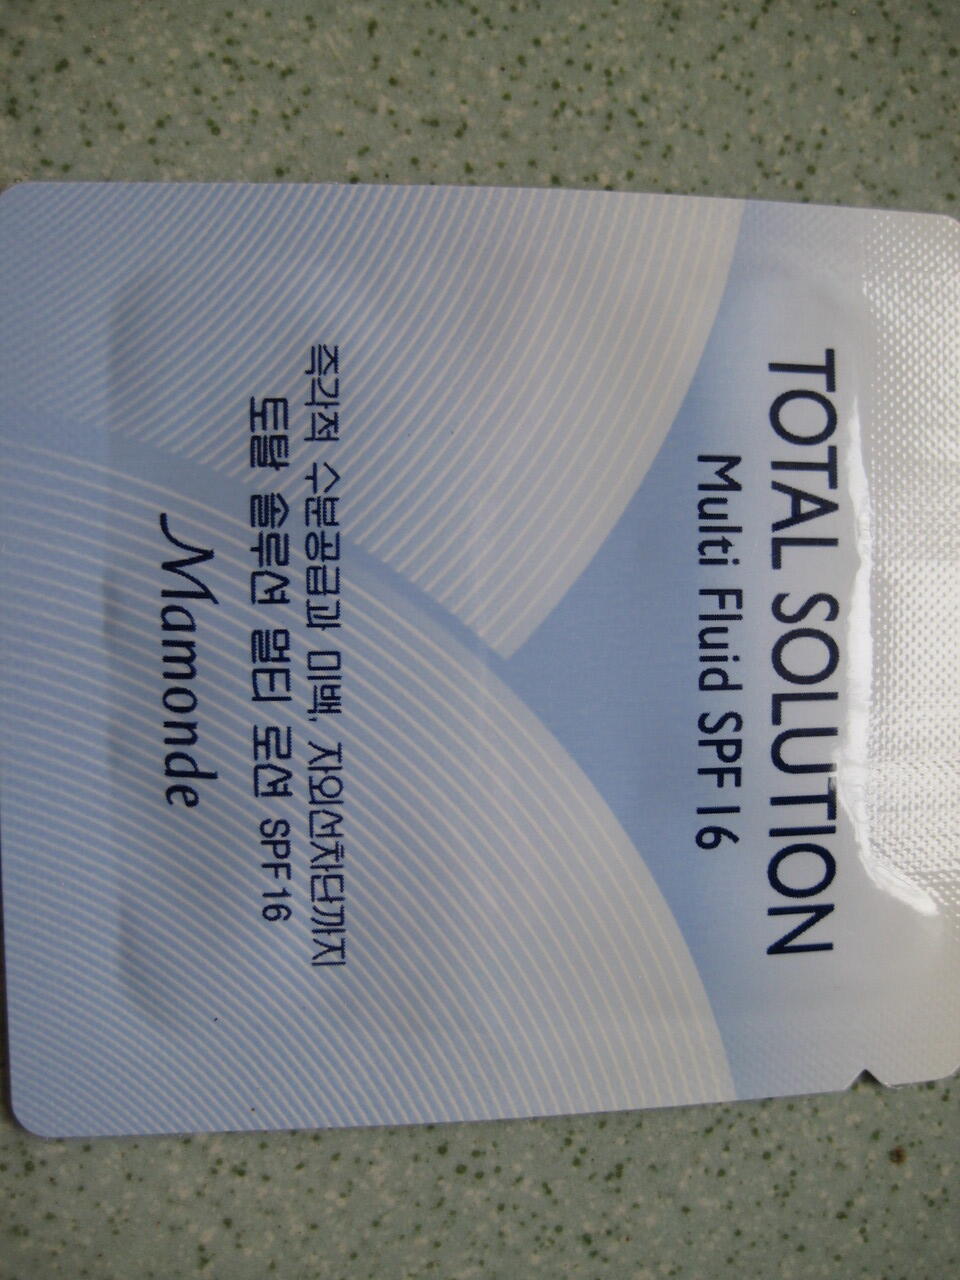 TOTAL SOLUTION
Multi Fluid SPF 16
즉각적 수분공급과 미백, 자외선차단까지
토탈 솔루션 멀티 로션 SPF16
Mamonde